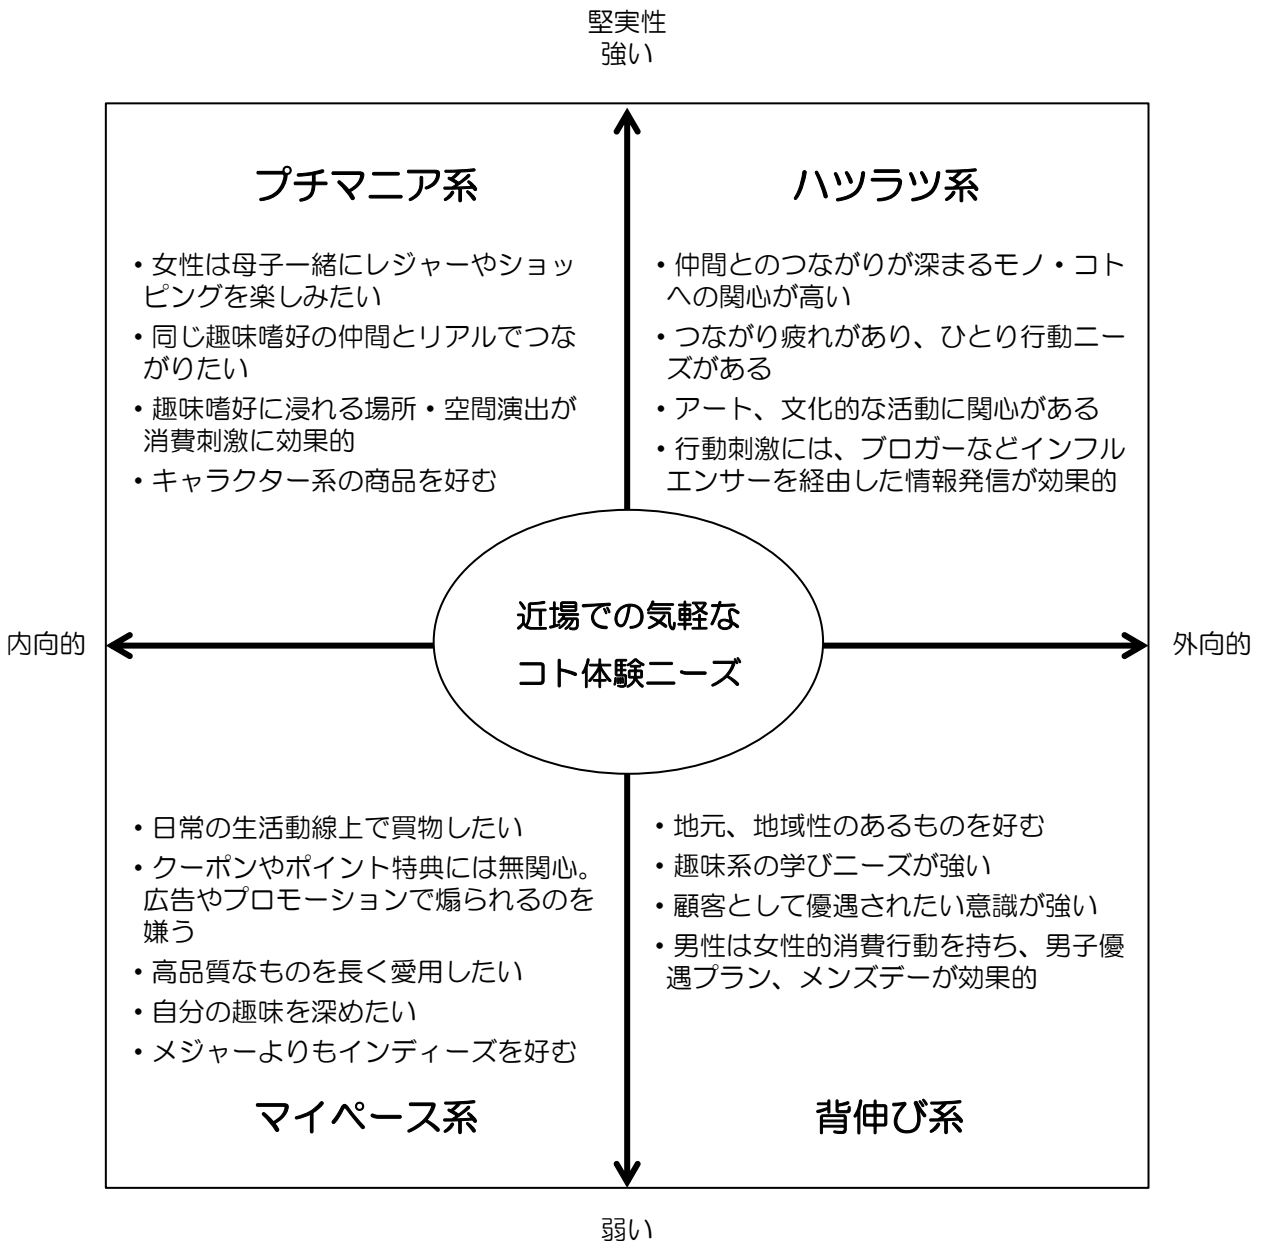 堅実性
強い
プチマニア系
・女性は母子一緒にレジャーやショッ
ピングを楽しみたい
・同じ趣味嗜好の仲間とリアルでつな
がりたい
・趣味嗜好に浸れる場所・空間演出が
消費刺激に効果的
・キャラクター系の商品を好む
ハツラツ系
・仲間とのつながりが深まるモノ・コト
への関心が高い
・つながり疲れがあり、ひとり行動ニー
ズがある
・アート、文化的な活動に関心がある
・行動刺激には、ブロガーなどインフル
エンサーを経由した情報発信が効果的
内向的
近場での気軽な
コト体験ニーズ
外向的
・日常の生活動線上で買物したい
・クーポンやポイント特典には無関心。
広告やプロモーションで煽られるのを
嫌う
・高品質なものを長く愛用したい
・自分の趣味を深めたい
・メジャーよりもインディーズを好む
マイペース系
・地元、地域性のあるものを好む
・趣味系の学びニーズが強い
・顧客として優遇されたい意識が強い
・男性は女性的消費行動を持ち、男子優
遇プラン、メンズデーが効果的
背伸び系
弱い